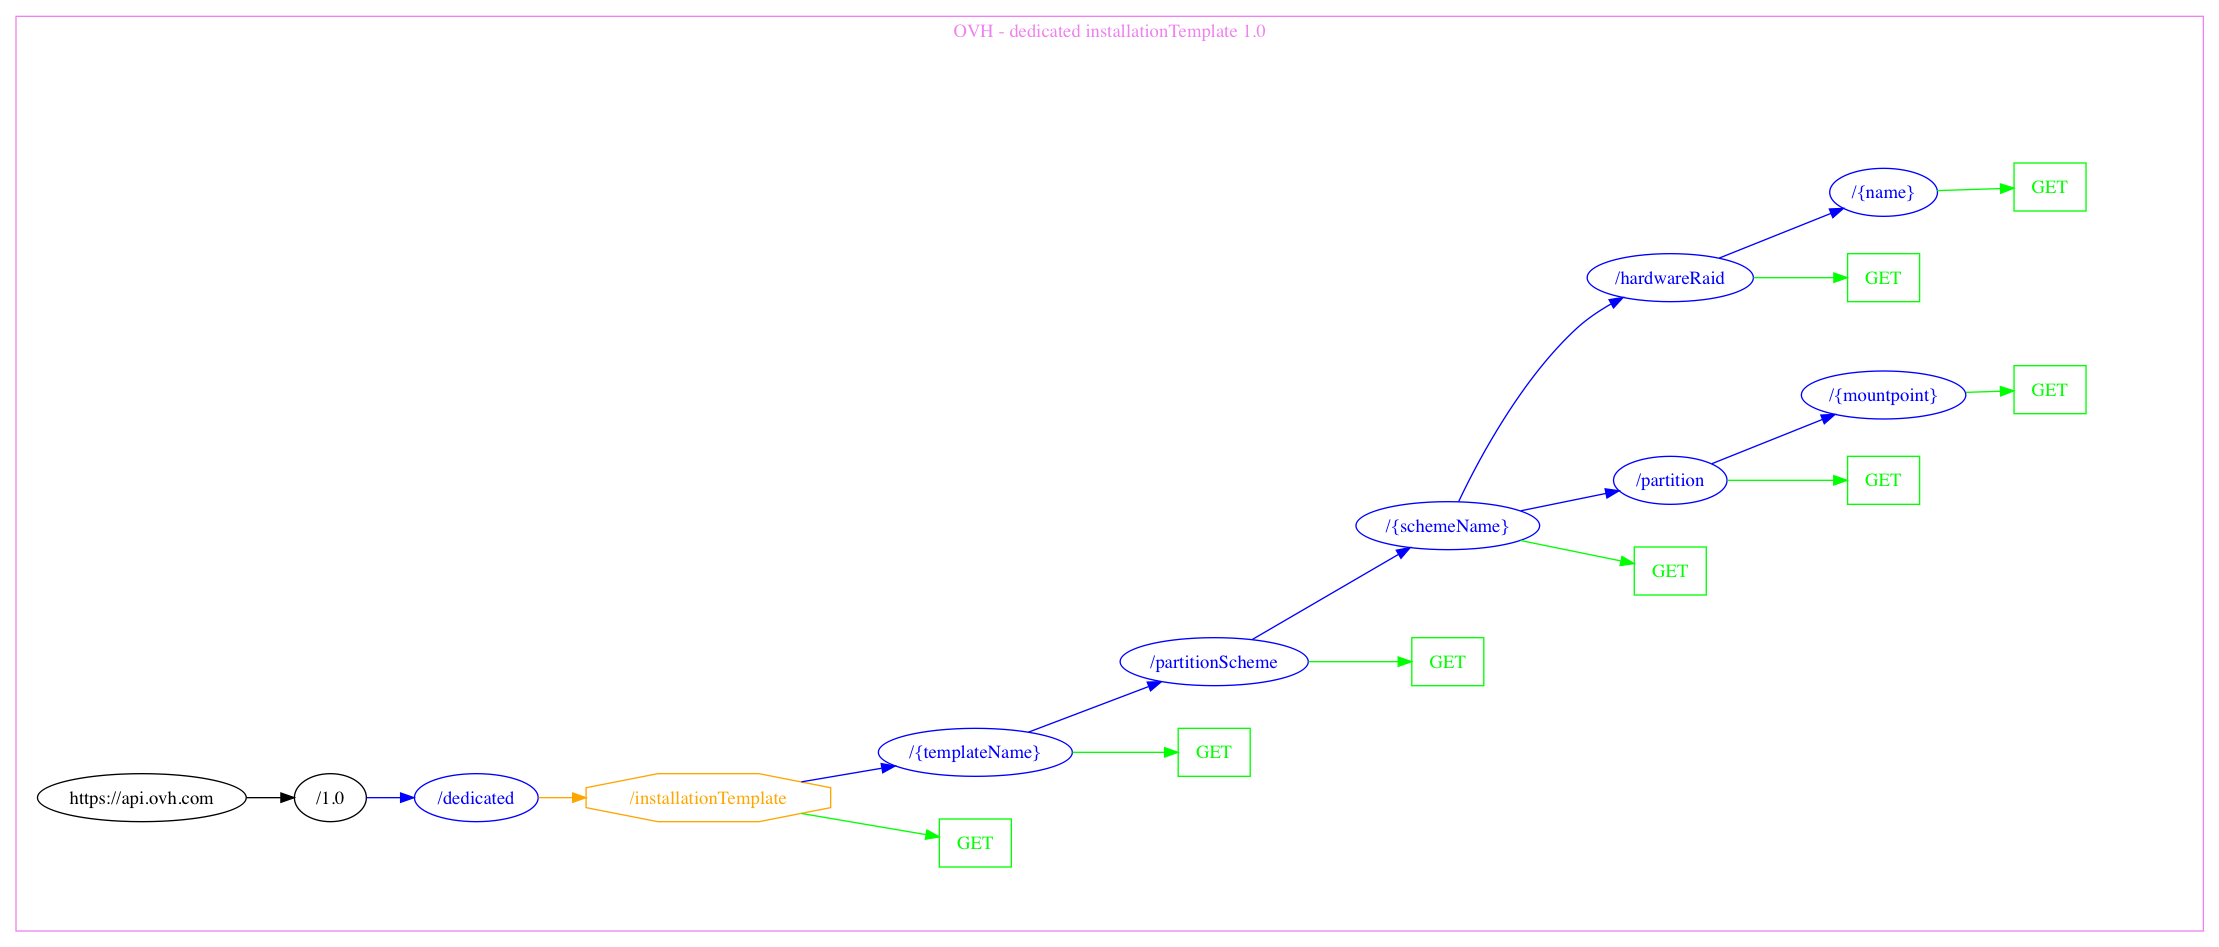 OVH - dedicated installationTemplate 1.0
/{name}
GET
/hardwareRaid
GET
/{mountpoint}
GET
/partition
GET
/{schemeName}
GET
/partitionScheme
GET
/{templateName}
GET
https://api.ovh.com
/1.0
/dedicated
/installationTemplate
GET